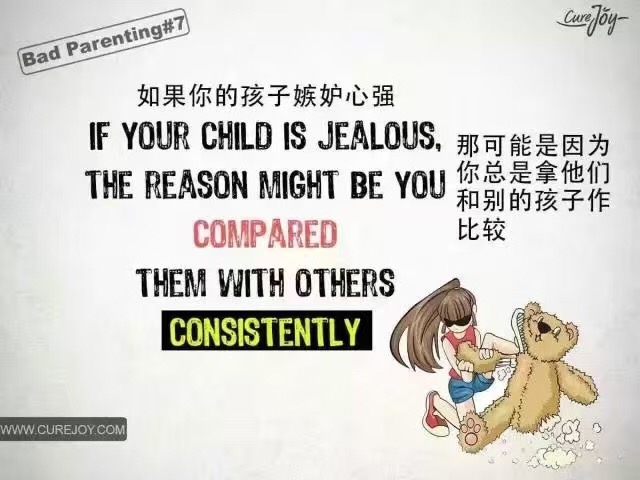 Bad Parenting#7
CureJoy
如果你的孩子嫉妒心强
IF YOUR CHILD IS JEALOUS,
THE REASON MIGHT BE YOU
COMPARED
THEM WITH OTHERS
CONSISTENTLY
那可能是因为
你总是拿他们
和别的孩子作
比较
WWW.CUREJOY.COM